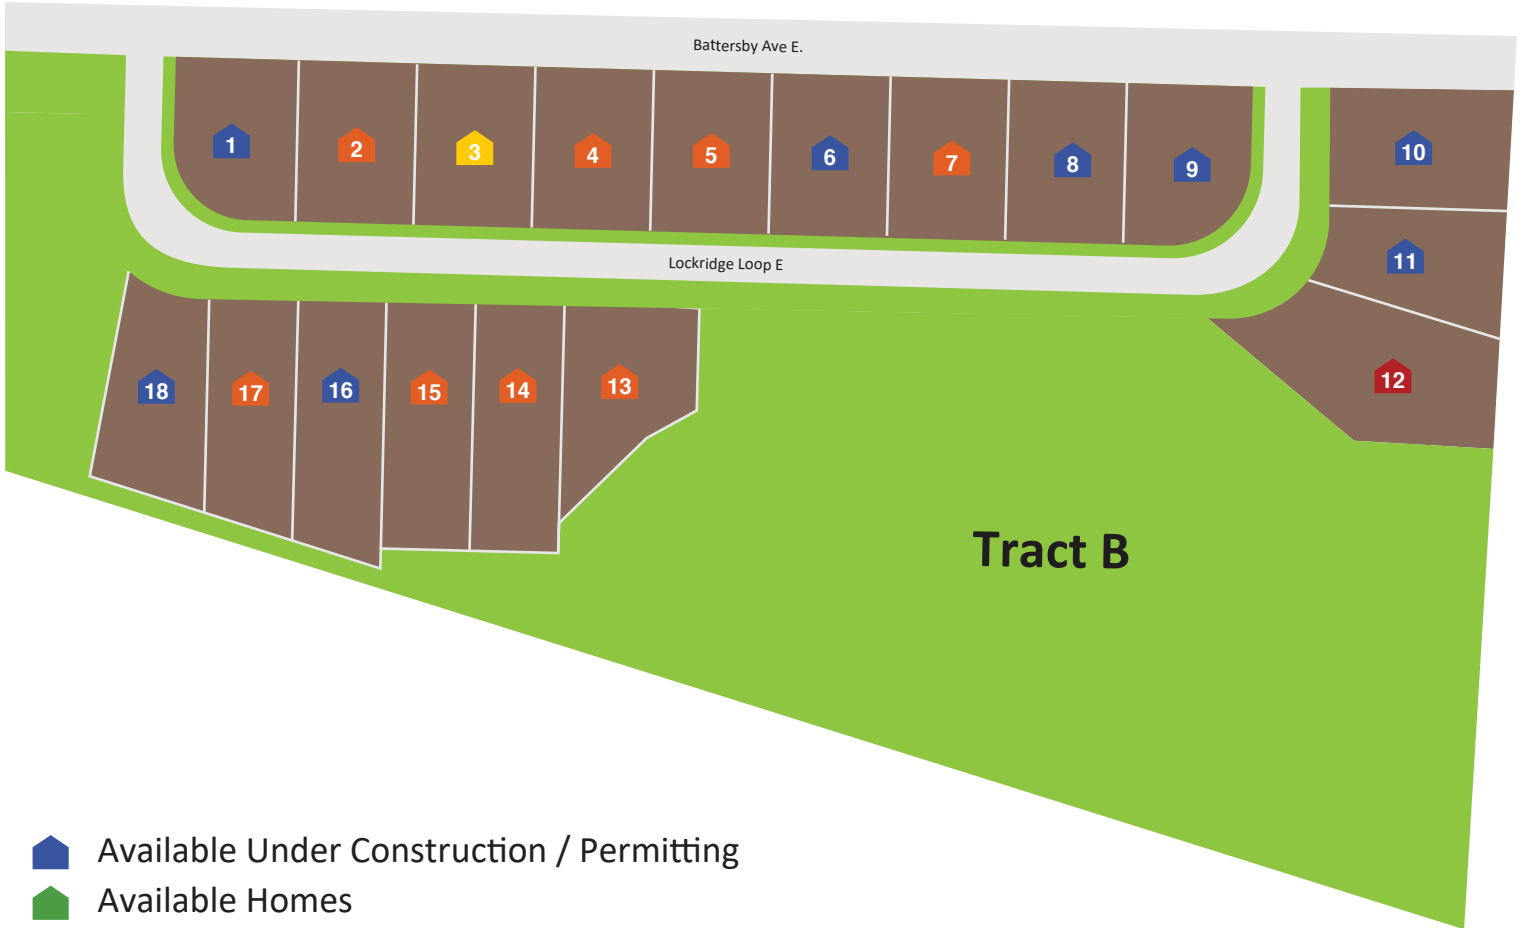 Battersby Ave E.
1 2 3 4 5 6 7 8 9 10
11
Lockridge Loop E
12
18 17 16 15 14 13
Tract B
Available Under Construction / Permitting
Available Homes